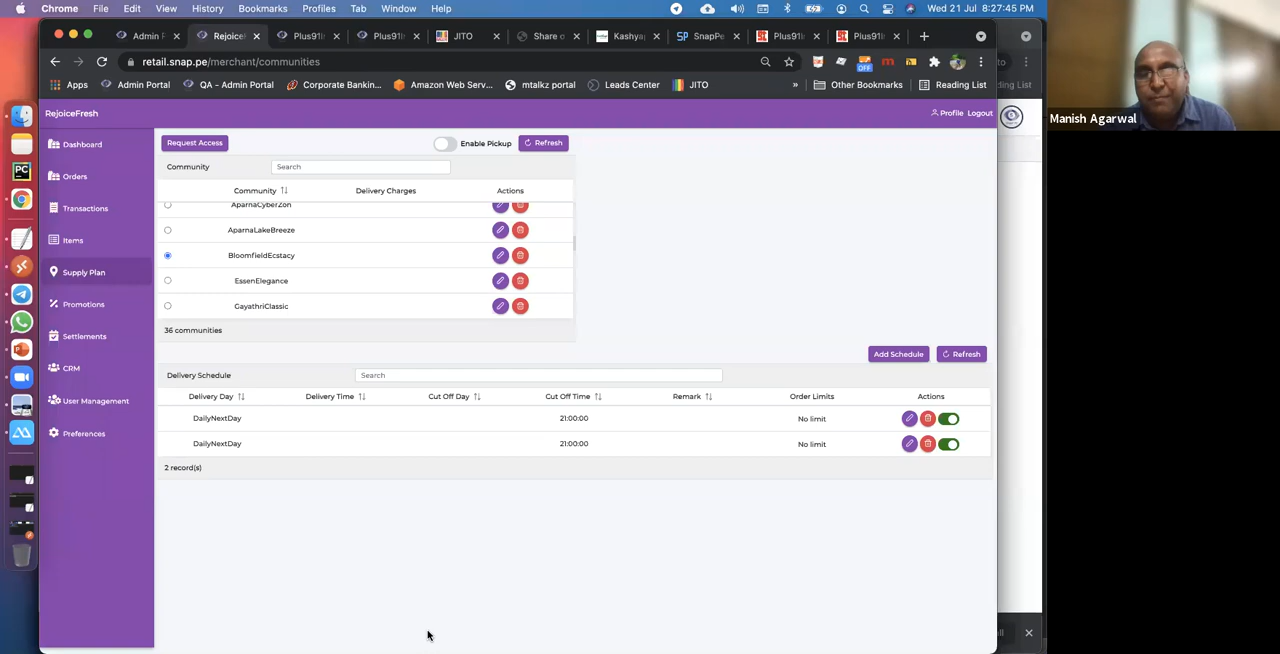 Chrome File Edit View History Bookmarks Profiles Tab Window Help Wed 21 Jul 8:27:45 PM
Admin P Rejoice Plus91I Plus91I JITO Share o Kashya SnapPe Plus91I Plus91I
retail.snap.pe/merchant/communities
Apps Admin Portal QA - Admin Portal Corporate Bankin... Amazon Web Serv... mtalkz portal Leads Center JITO » Other Bookmarks Reading List
RejoiceFresh Profile Logout
Manish Agarwal
Dashboard
Orders
Transactions
Items
Supply Plan
Promotions
Settlements
CRM
User Management
Preferences
Request Access Enable Pickup Refresh
Community Search
Community Delivery Charges Actions
AparnaCyberZon
AparnaLakeBreeze
BloomfieldEcstacy
EssenElegance
GayathriClassic
36 communities
Add Schedule Refresh
Delivery Schedule Search
Delivery Day Delivery Time Cut Off Day Cut Off Time Remark Order Limits Actions
DailyNextDay 21:00:00 No limit
DailyNextDay 21:00:00 No limit
2 record(s)